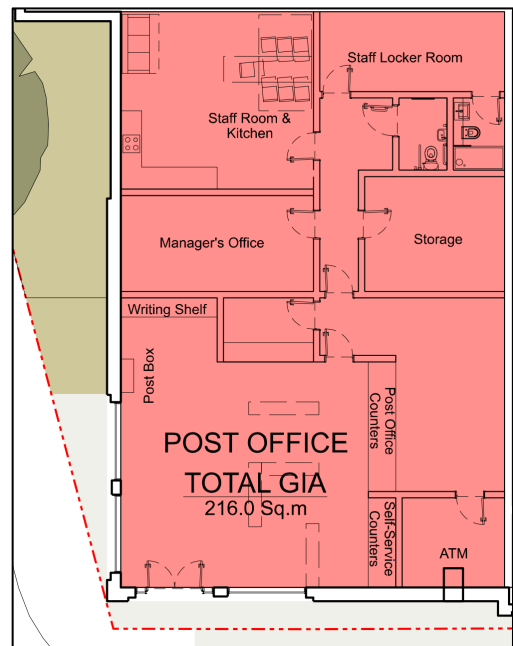 Staff Locker Room
Staff Room &
Kitchen
Manager's Office
Storage
Writing Shelf
Post Box
Post Office
Counters
POST OFFICE
TOTAL GIA
216.0 Sq.m
Self-Service
Counters
ATM